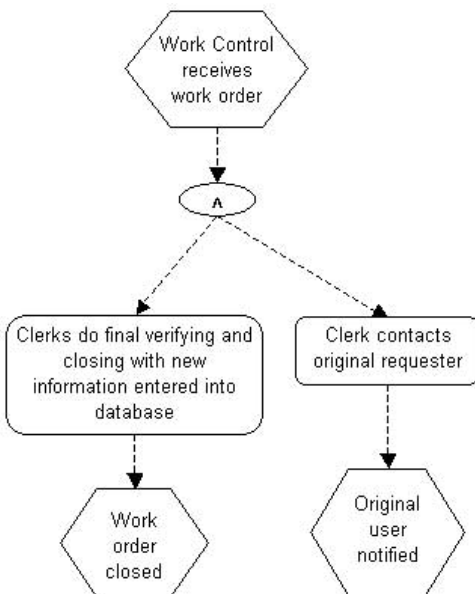 Work Control
receives
work order
∧
Clerks do final verifying and
closing with new
information entered into
database
Clerk contacts
original requester
Work
order
closed
Original
user
notified